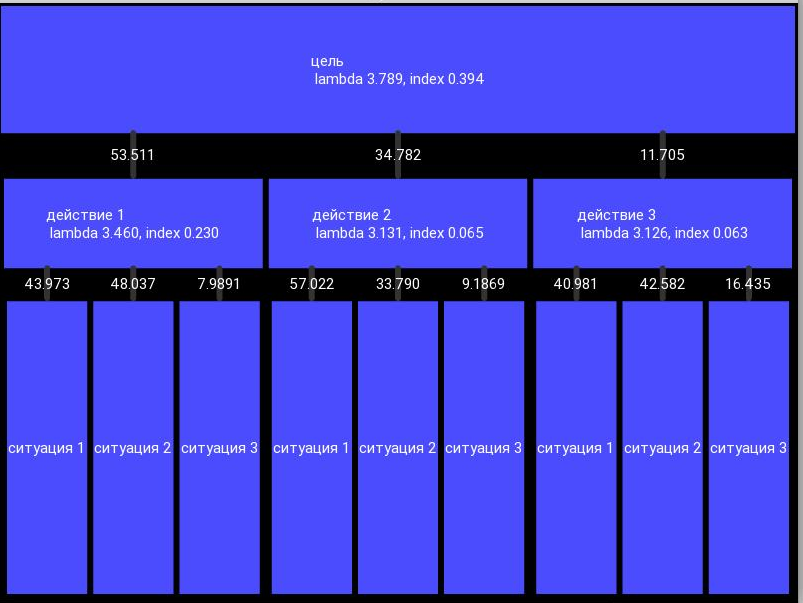 цель
lambda 3.789, index 0.394
53.511 34.782 11.705
действие 1
lambda 3.460, index 0.230
действие 2
lambda 3.131, index 0.065
действие 3
lambda 3.126, index 0.063
43.973 48.037 7.9891 57.022 33.790 9.1869 40.981 42.582 16.435
ситуация 1 ситуация 2 ситуация 3 ситуация 1 ситуация 2 ситуация 3 ситуация 1 ситуация 2 ситуация 3